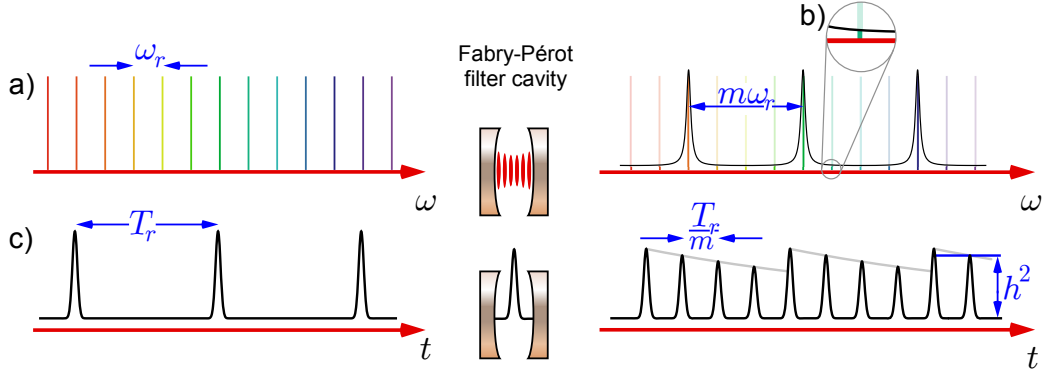 a)
ω_r
ω
Fabry-Pérot
filter cavity
b)
mω_r
ω
c)
T_r
t
T_r
m
h^2
t